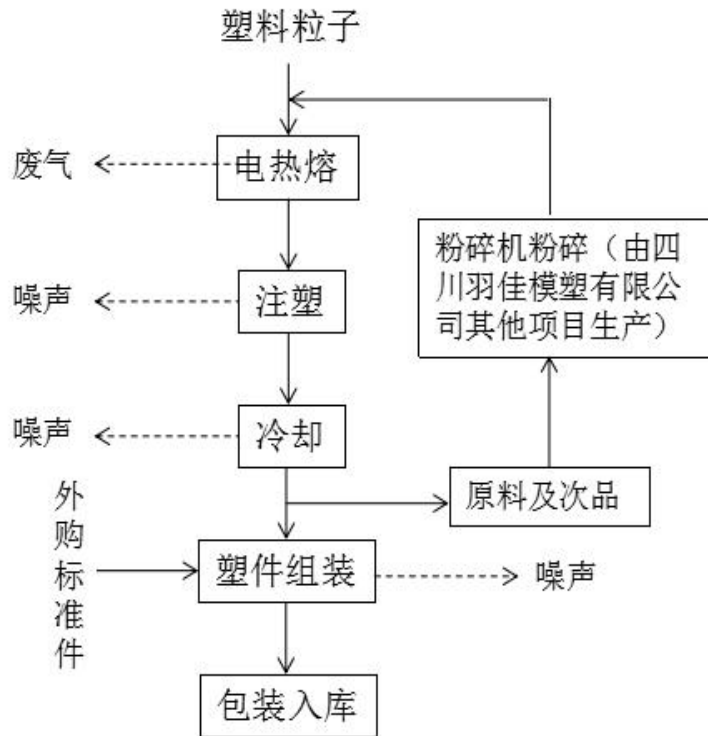 塑料粒子
废气
电热熔
粉碎机粉碎（由四
川羽佳模塑有限公
司其他项目生产）
噪声
注塑
噪声
冷却
原料及次品
外购标准件
塑件组装
噪声
包装入库